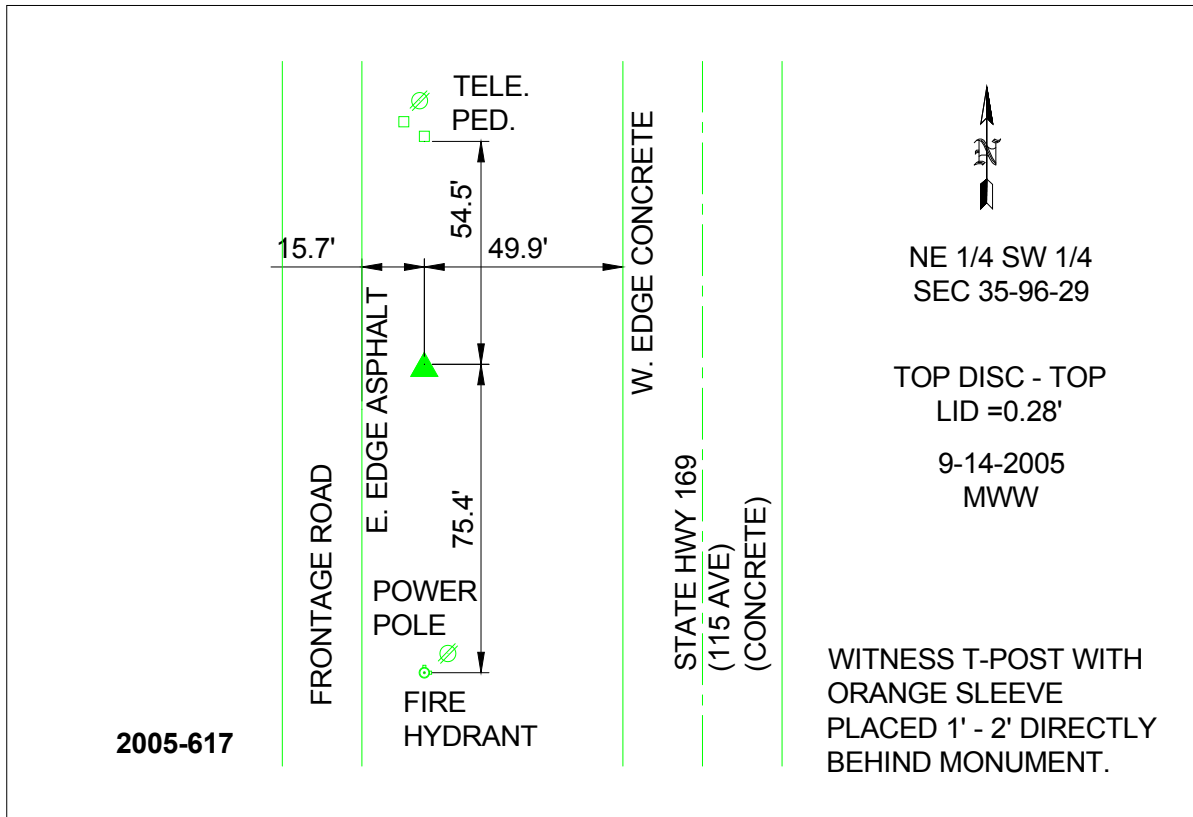 TELE.
PED.
54.5'
15.7'
49.9'
W. EDGE CONCRETE
N
NE 1/4 SW 1/4
SEC 35-96-29
E. EDGE ASPHALT
TOP DISC - TOP
LID =0.28'
9-14-2005
MWW
75.4'
FRONTAGE ROAD
STATE HWY 169
(115 AVE)
(CONCRETE)
POWER
POLE
FIRE
HYDRANT
WITNESS T-POST WITH
ORANGE SLEEVE
PLACED 1' - 2' DIRECTLY
BEHIND MONUMENT.
2005-617